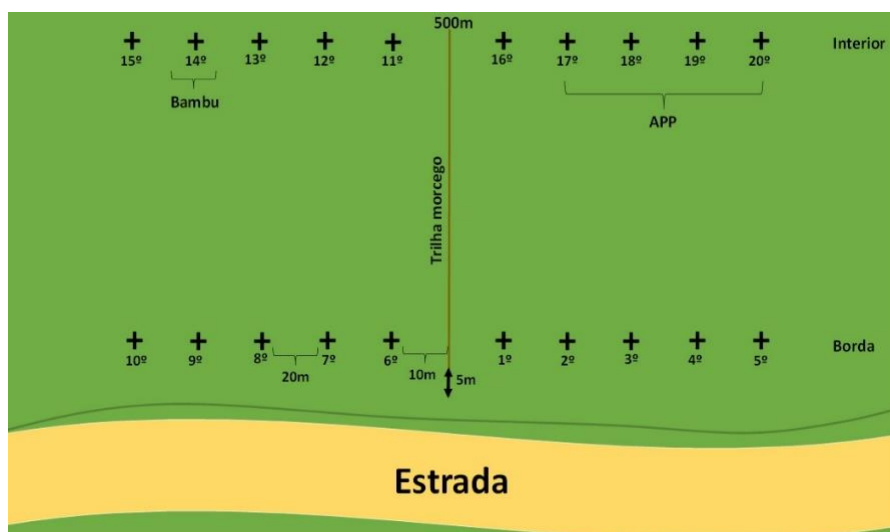 500m
15º 14º 13º 12º 11º 16º 17º 18º 19º 20º Interior
Bambu
APP
Trilha morcego
10º 9º 8º 7º 6º 1º 2º 3º 4º 5º Borda
20m
10m
5m
Estrada